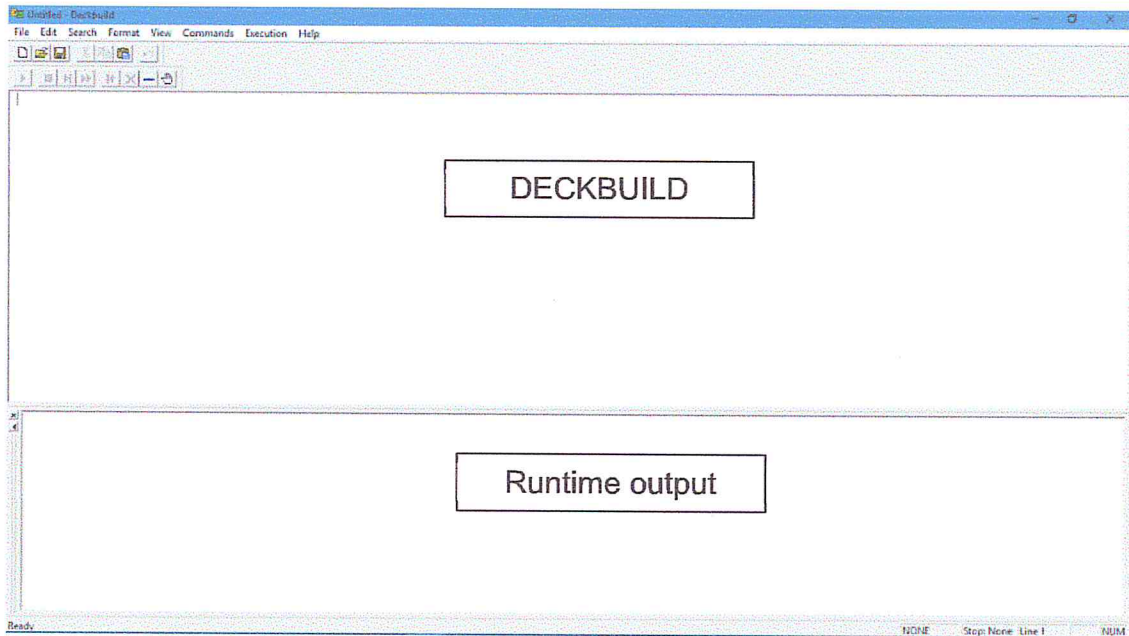 Untitled - Deckbuild
File Edit Search Format View Commands Execution Help
DECKBUILD
Runtime output
Ready
NONE Stop: None Line 1 NUM